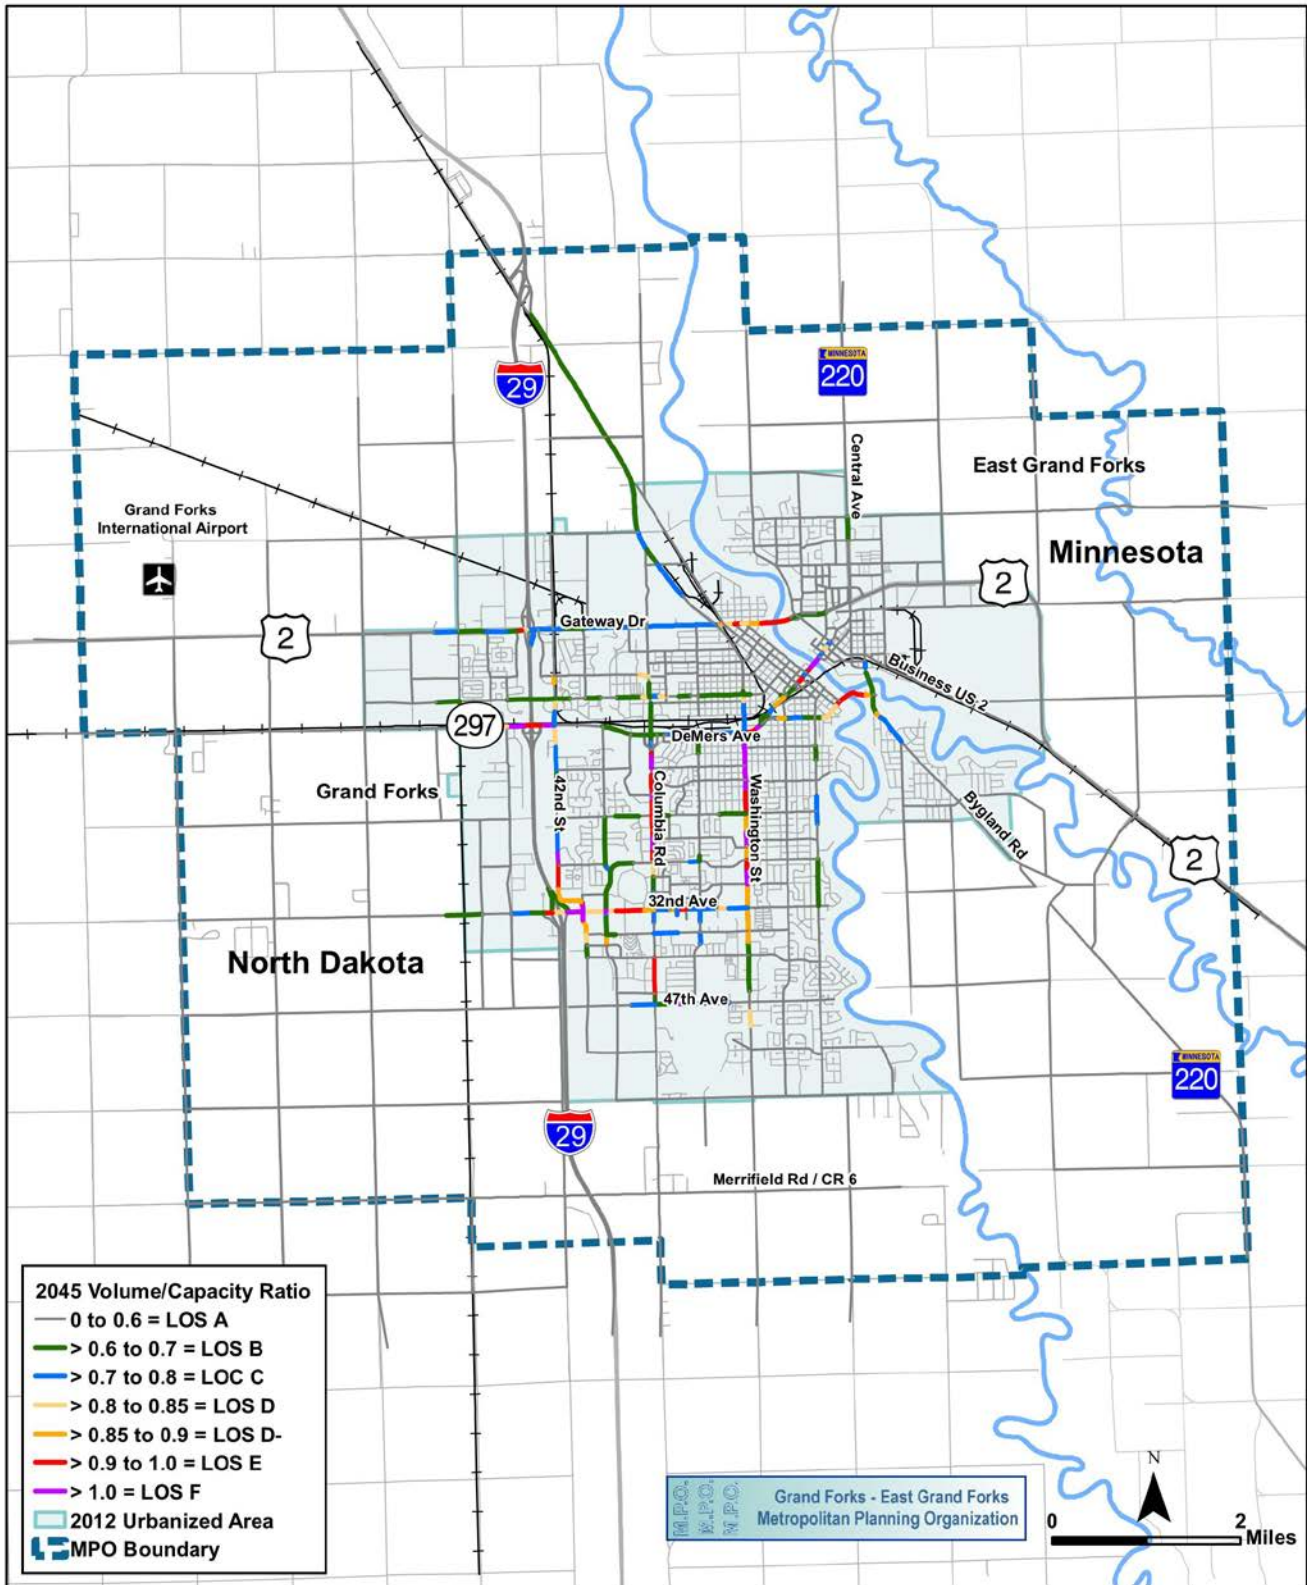 29
MINNESOTA
220
Central Ave
East Grand Forks
Grand Forks
International Airport
Minnesota
2
2
Gateway Dr
Business US 2
297
DeMers Ave
Grand Forks
42nd St
Columbia Rd
Washington St
Bygland Rd
2
32nd Ave
North Dakota
47th Ave
MINNESOTA
220
29
Merrifield Rd / CR 6
2045 Volume/Capacity Ratio
0 to 0.6 = LOS A
> 0.6 to 0.7 = LOS B
> 0.7 to 0.8 = LOC C
> 0.8 to 0.85 = LOS D
> 0.85 to 0.9 = LOS D-
> 0.9 to 1.0 = LOS E
> 1.0 = LOS F
2012 Urbanized Area
MPO Boundary
M.P.O.
M.P.O.
M.P.O.
Grand Forks - East Grand Forks
Metropolitan Planning Organization
N
0 2
Miles